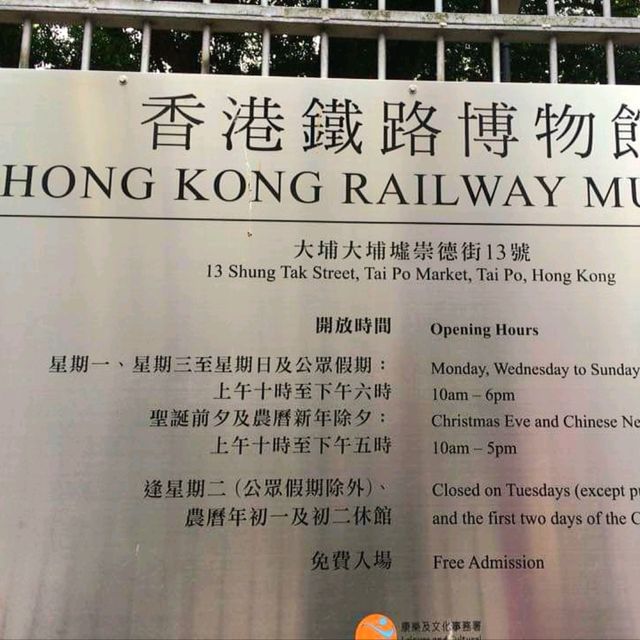 香港鐵路博物館
HONG KONG RAILWAY MU
大埔大埔墟崇德街13號
13 Shung Tak Street, Tai Po Market, Tai Po, Hong Kong
開放時間 Opening Hours
星期一、星期三至星期日及公眾假期： Monday, Wednesday to Sunday
上午十時至下午六時 10am – 6pm
聖誕前夕及農曆新年除夕： Christmas Eve and Chinese Ne
上午十時至下午五時 10am – 5pm
逢星期二（公眾假期除外）、 Closed on Tuesdays (except pu
農曆年初一及初二休館 and the first two days of the C
免費入場 Free Admission
康樂及文化事務署
Leisure and Cultural